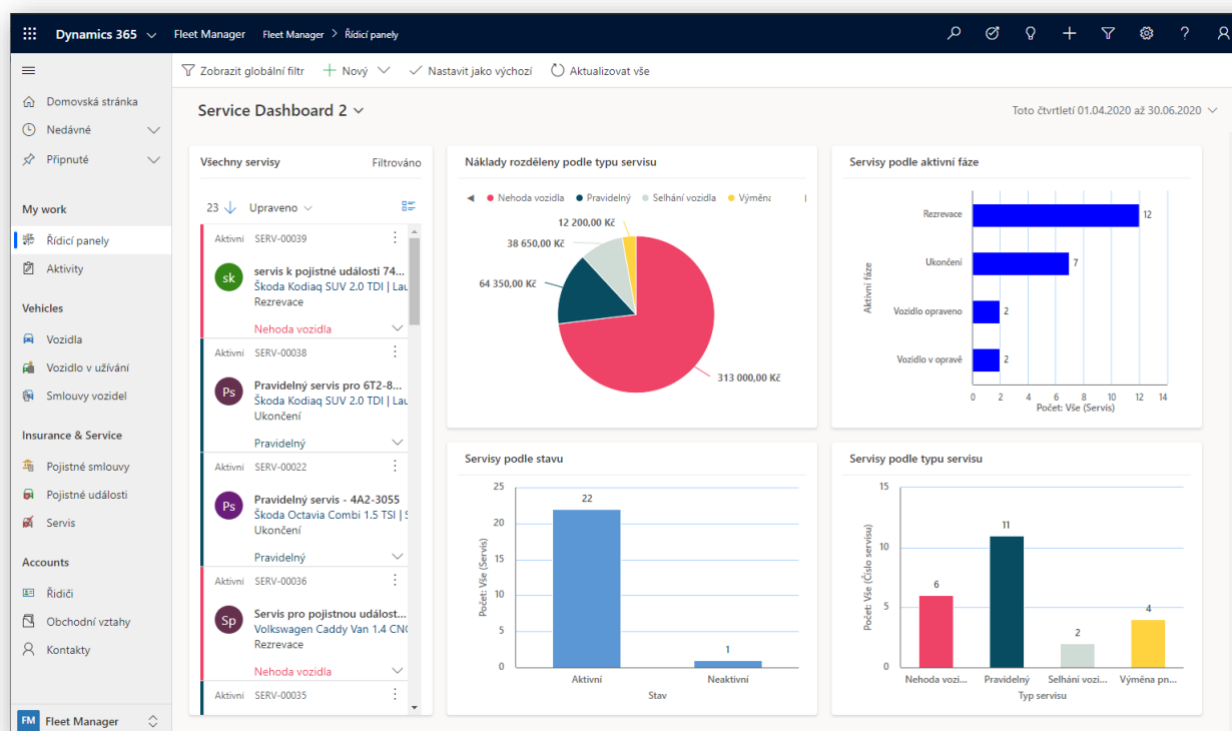 Dynamics 365 Fleet Manager Fleet Manager > Řídicí panely
Zobrazit globální filtr Nový Nastavit jako výchozí Aktualizovat vše
Domovská stránka
Nedávné
Připnuté
My work
Řídicí panely
Aktivity
Vehicles
Vozidla
Vozidlo v užívání
Smlouvy vozidel
Insurance & Service
Pojistné smlouvy
Pojistné události
Servis
Accounts
Řidiči
Obchodní vztahy
Kontakty
FM Fleet Manager
Service Dashboard 2
Toto čtvrtletí 01.04.2020 až 30.06.2020
Všechny servisy Filtrováno
23 Upraveno
Aktivní SERV-00039
sk
servis k pojistné události 74...
Škoda Kodiaq SUV 2.0 TDI | Lau
Rezervace
Nehoda vozidla
Aktivní SERV-00038
Ps
Pravidelný servis pro 6T2-8...
Škoda Kodiaq SUV 2.0 TDI | Lau
Ukončení
Pravidelný
Aktivní SERV-00022
Ps
Pravidelný servis - 4A2-3055
Škoda Octavia Combi 1.5 TSI | S
Ukončení
Pravidelný
Aktivní SERV-00036
Sp
Servis pro pojistnou událost...
Volkswagen Caddy Van 1.4 CNG
Rezervace
Nehoda vozidla
Aktivní SERV-00035
Náklady rozděleny podle typu servisu
Nehoda vozidla Pravidelný Selhání vozidla Výměna
12 200,00 Kč
38 650,00 Kč
64 350,00 Kč
313 000,00 Kč
Servisy podle aktivní fáze
Aktivní fáze
Rezervace 12
Ukončení 7
Vozidlo opraveno 2
Vozidlo v opravě 2
0 2 4 6 8 10 12 14
Počet: Vše (Servis)
Servisy podle stavu
Počet: Vše (Servis)
25
20
15
10
5
0
22
1
Aktivní Neaktivní
Stav
Servisy podle typu servisu
Počet: Vše (Číslo servisu)
15
10
5
0
6
11
2
4
Nehoda vozi... Pravidelný Selhání vozi... Výměna pn...
Typ servisu